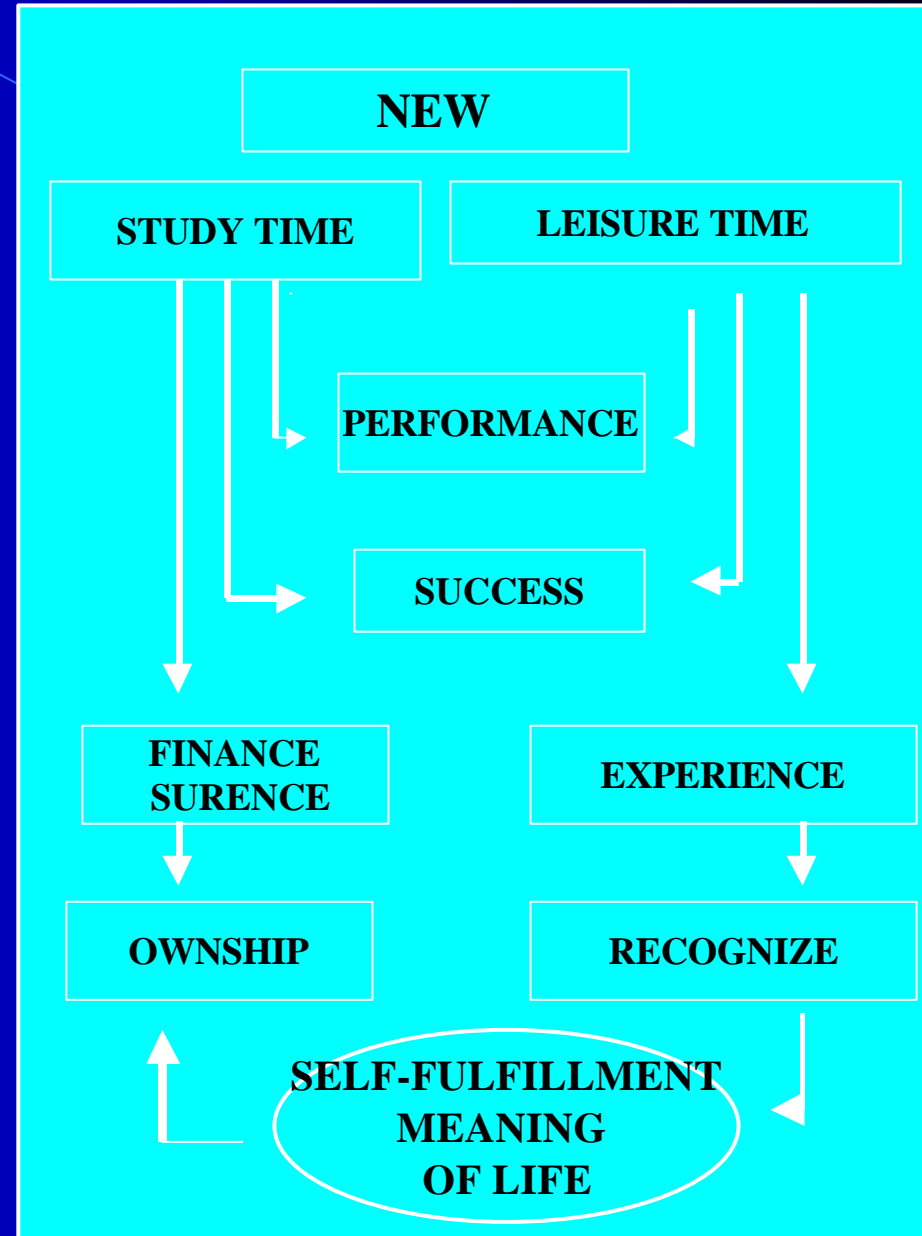 NEW
STUDY TIME
LEISURE TIME
PERFORMANCE
SUCCESS
FINANCE
SURENCE
EXPERIENCE
OWNSHIP
RECOGNIZE
SELF-FULFILLMENT
MEANING
OF LIFE